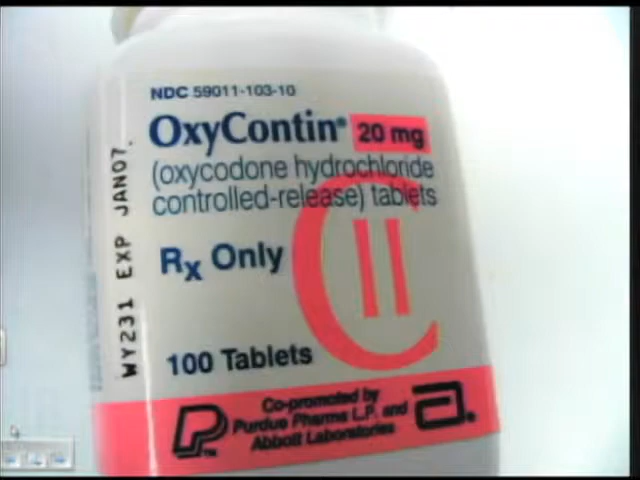 NDC 59011-103-10
OxyContin® 20 mg
(oxycodone hydrochloride
controlled-release) tablets
CII
Rx Only
100 Tablets
Co-promoted by
Purdue Pharma L.P. and
Abbott Laboratories
WY231 EXP JAN07